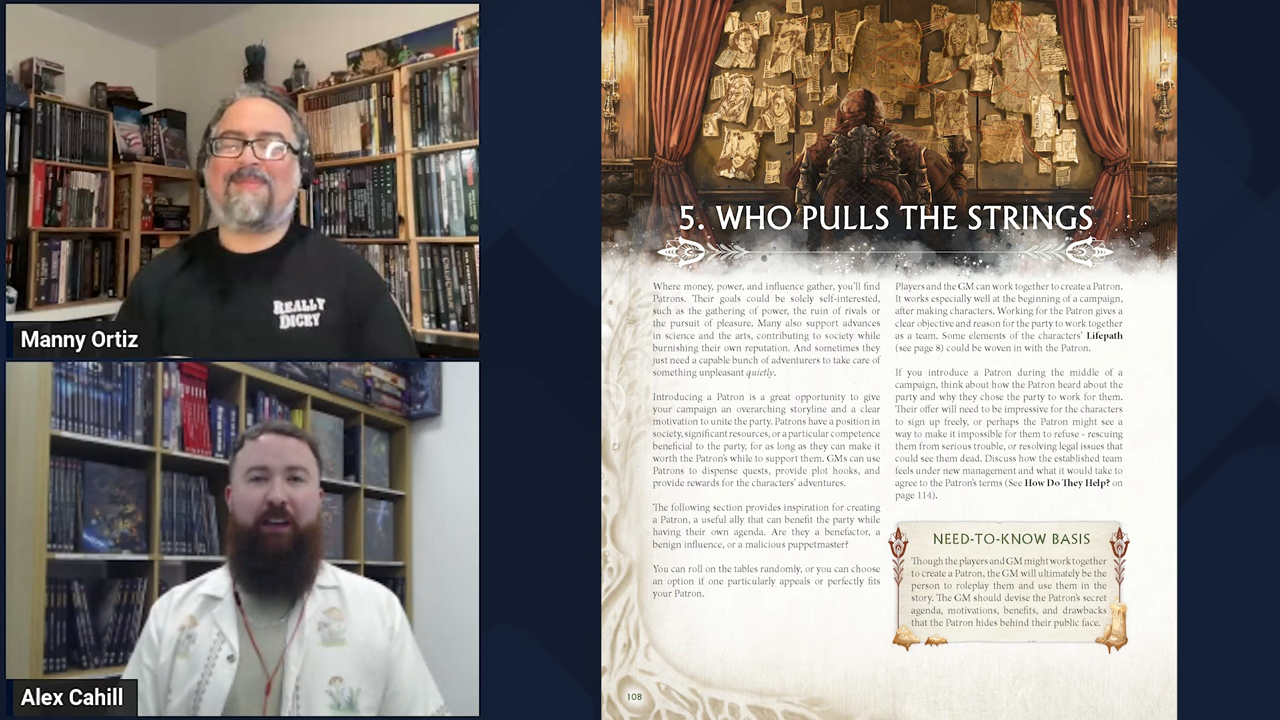 REALLY
DICEY
Manny Ortiz
Alex Cahill
5. WHO PULLS THE STRINGS
Where money, power, and influence gather, you'll find
Patrons. Their goals could be solely self-interested,
such as the gathering of power, the ruin of rivals or
the pursuit of pleasure. Many also support advances
in science and the arts, contributing to society while
burnishing their own reputation. And sometimes they
just need a capable bunch of adventurers to take care of
something unpleasant quietly.
Introducing a Patron is a great opportunity to give
your campaign an overarching storyline and a clear
motivation to unite the party. Patrons have a position in
society, significant resources, or a particular competence
beneficial to the party, for as long as they can make it
worth the Patron's while to support them. GMs can use
Patrons to dispense quests, provide plot hooks, and
provide rewards for the characters' adventures.
The following section provides inspiration for creating
a Patron, a useful ally that can benefit the party while
having their own agenda. Are they a benefactor, a
benign influence, or a malicious puppetmaster?
You can roll on the tables randomly, or you can choose
an option if one particularly appeals or perfectly fits
your Patron.
Players and the GM can work together to create a Patron.
It works especially well at the beginning of a campaign,
after making characters. Working for the Patron gives a
clear objective and reason for the party to work together
as a team. Some elements of the characters' Lifepath
(see page 8) could be woven in with the Patron.
If you introduce a Patron during the middle of a
campaign, think about how the Patron heard about the
party and why they chose the party to work for them.
Their offer will need to be impressive for the characters
to sign up freely, or perhaps the Patron might see a
way to make it impossible for them to refuse - rescuing
them from serious trouble, or resolving legal issues that
could see them dead. Discuss how the established team
feels under new management and what it would take to
agree to the Patron's terms (See How Do They Help? on
page 114).
NEED-TO-KNOW BASIS
Though the players and GM might work together
to create a Patron, the GM will ultimately be the
person to roleplay them and use them in the
story. The GM should devise the Patron's secret
agenda, motivations, benefits, and drawbacks
that the Patron hides behind their public face.
108